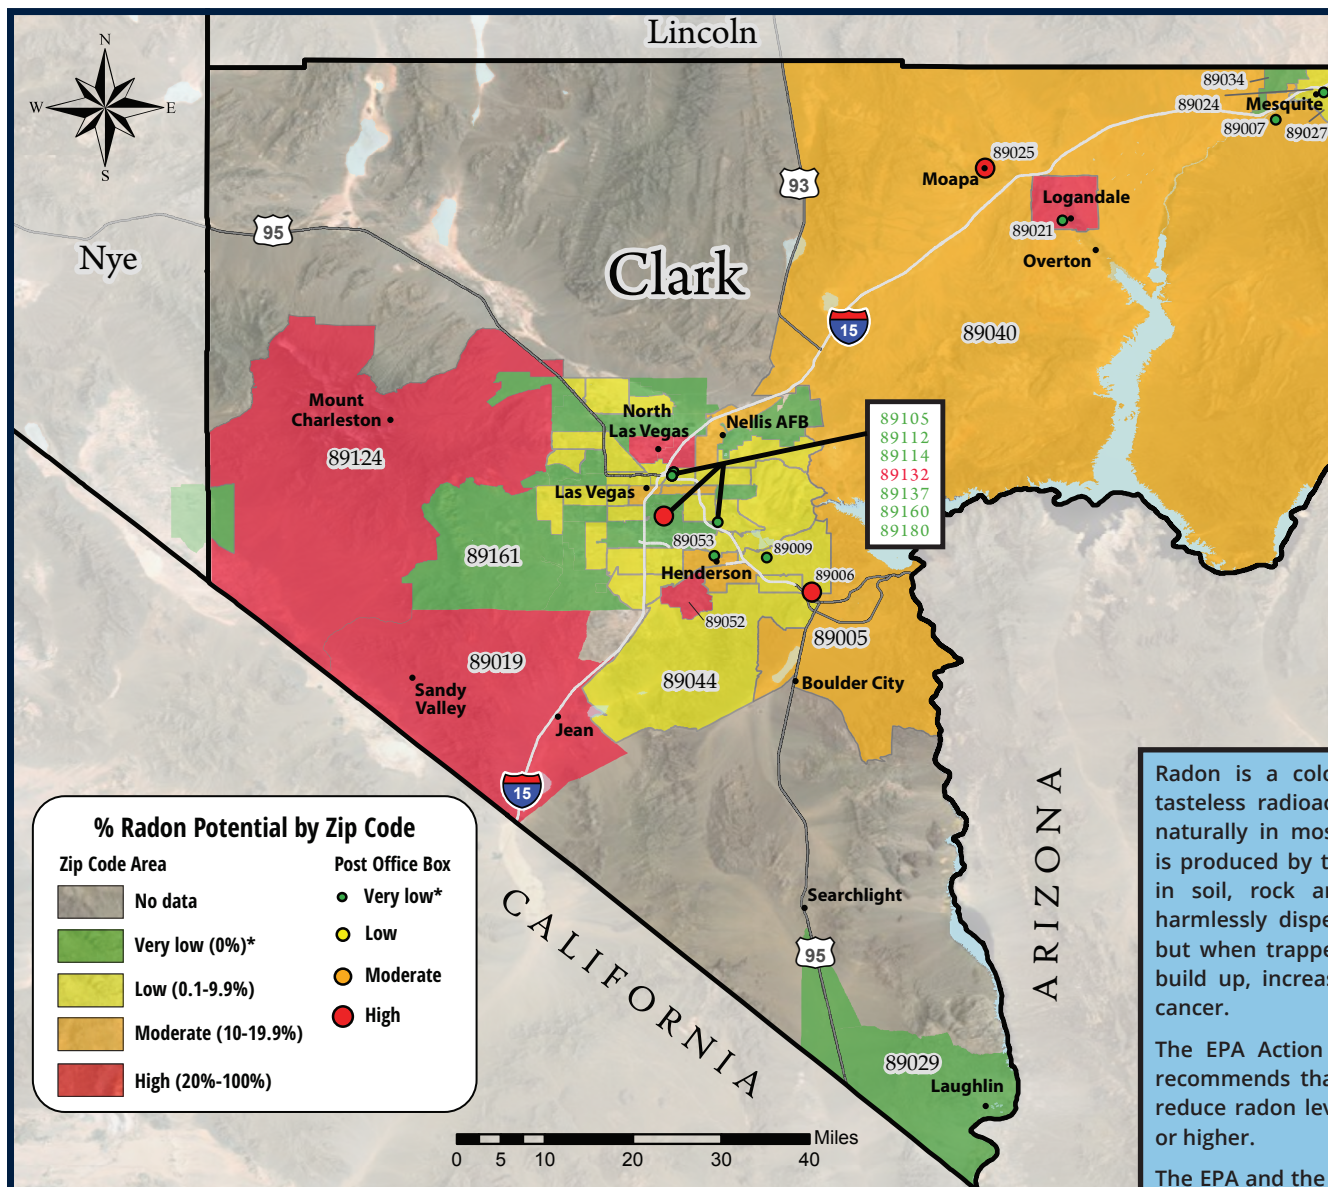 Lincoln
N
W
E
S
89034
89024
Mesquite
89007
89027
93
89025
Moapa
Logandale
89021
Overton
95
Nye
Clark
15
89040
Mount
Charleston
89124
North
Las Vegas
Nellis AFB
89105
89112
89114
89132
89137
89160
89180
Las Vegas
89161
89053
89009
Henderson
89006
89052
89005
89019
89044
Sandy
Valley
Boulder City
Jean
15
CALIFORNIA
ARIZONA
Searchlight
95
89029
Laughlin
% Radon Potential by Zip Code
Zip Code Area
No data
Very low (0%)*
Low (0.1-9.9%)
Moderate (10-19.9%)
High (20%-100%)
Post Office Box
Very low*
Low
Moderate
High
Miles
0 5 10 20 30 40
Radon is a colo
tasteless radioac
naturally in mos
is produced by t
in soil, rock an
harmlessly dispe
but when trappe
build up, increas
cancer.
The EPA Action
recommends tha
reduce radon lev
or higher.
The EPA and the